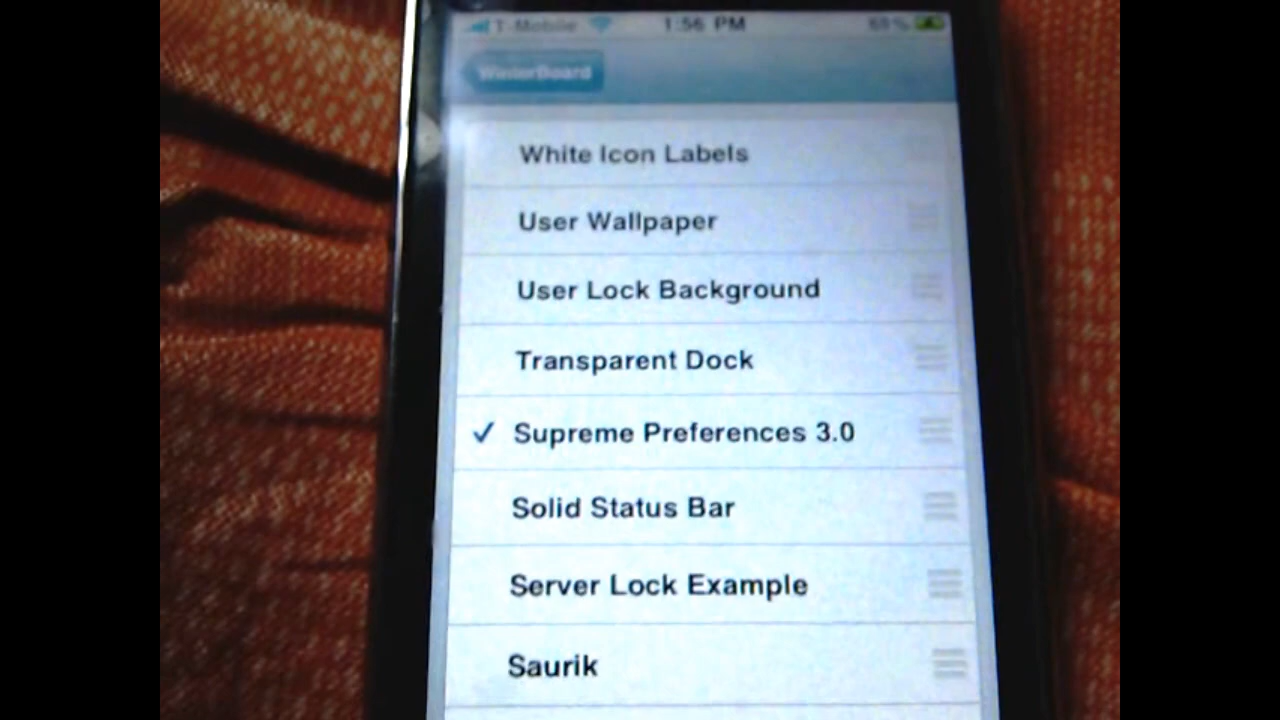 T-Mobile 1:56 PM
WinterBoard
White Icon Labels
User Wallpaper
User Lock Background
Transparent Dock
Supreme Preferences 3.0
Solid Status Bar
Server Lock Example
Saurik